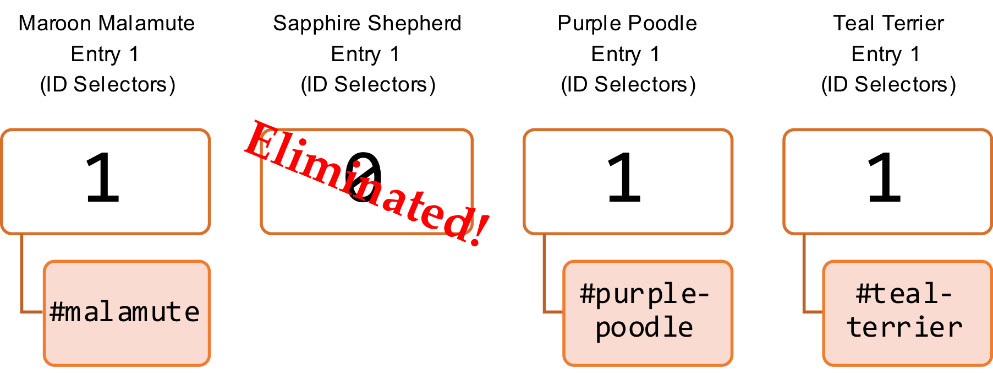 Maroon Malamute
Entry 1
(ID Selectors)
1
#malamute
Sapphire Shepherd
Entry 1
(ID Selectors)
0
Eliminated!
Purple Poodle
Entry 1
(ID Selectors)
1
#purple-
poodle
Teal Terrier
Entry 1
(ID Selectors)
1
#teal-
terrier